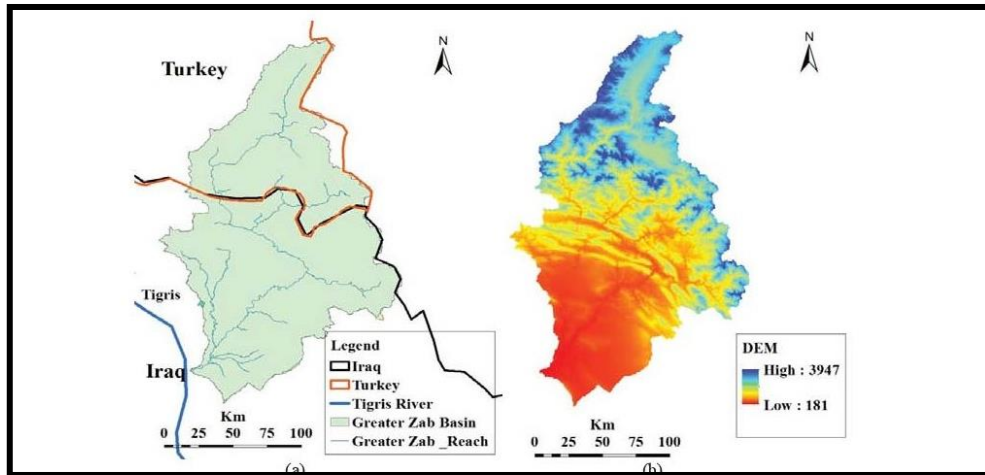 N
Turkey
Tigris
Iraq
Legend
Iraq
Turkey
Tigris River
Greater Zab Basin
Greater Zab _Reach
Km
0 25 50 75 100
(a)
N
DEM
High : 3947
Low : 181
Km
0 25 50 75 100
(b)